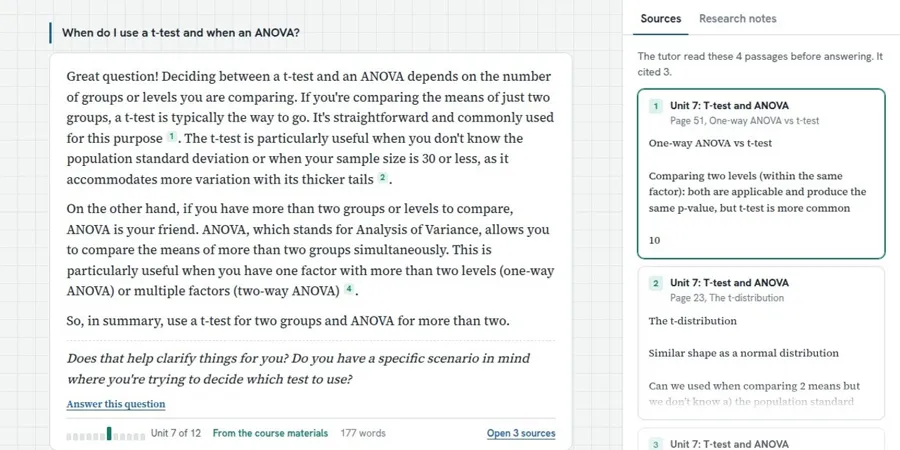 When do I use a t-test and when an ANOVA?
Great question! Deciding between a t-test and an ANOVA depends on the number
of groups or levels you are comparing. If you're comparing the means of just two
groups, a t-test is typically the way to go. It's straightforward and commonly used
for this purpose 1. The t-test is particularly useful when you don't know the
population standard deviation or when your sample size is 30 or less, as it
accommodates more variation with its thicker tails 2.
On the other hand, if you have more than two groups or levels to compare,
ANOVA is your friend. ANOVA, which stands for Analysis of Variance, allows you
to compare the means of more than two groups simultaneously. This is
particularly useful when you have one factor with more than two levels (one-way
ANOVA) or multiple factors (two-way ANOVA) 4.
So, in summary, use a t-test for two groups and ANOVA for more than two.
Does that help clarify things for you? Do you have a specific scenario in mind
where you're trying to decide which test to use?
Answer this question
Unit 7 of 12 From the course materials 177 words Open 3 sources
Sources Research notes
The tutor read these 4 passages before answering. It
cited 3.
1 Unit 7: T-test and ANOVA
Page 51, One-way ANOVA vs t-test
One-way ANOVA vs t-test
Comparing two levels (within the same
factor): both are applicable and produce the
same p-value, but t-test is more common
10
2 Unit 7: T-test and ANOVA
Page 23, The t-distribution
The t-distribution
Similar shape as a normal distribution
Can we used when comparing 2 means but
we don't know a) the population standard
3 Unit 7: T-test and ANOVA